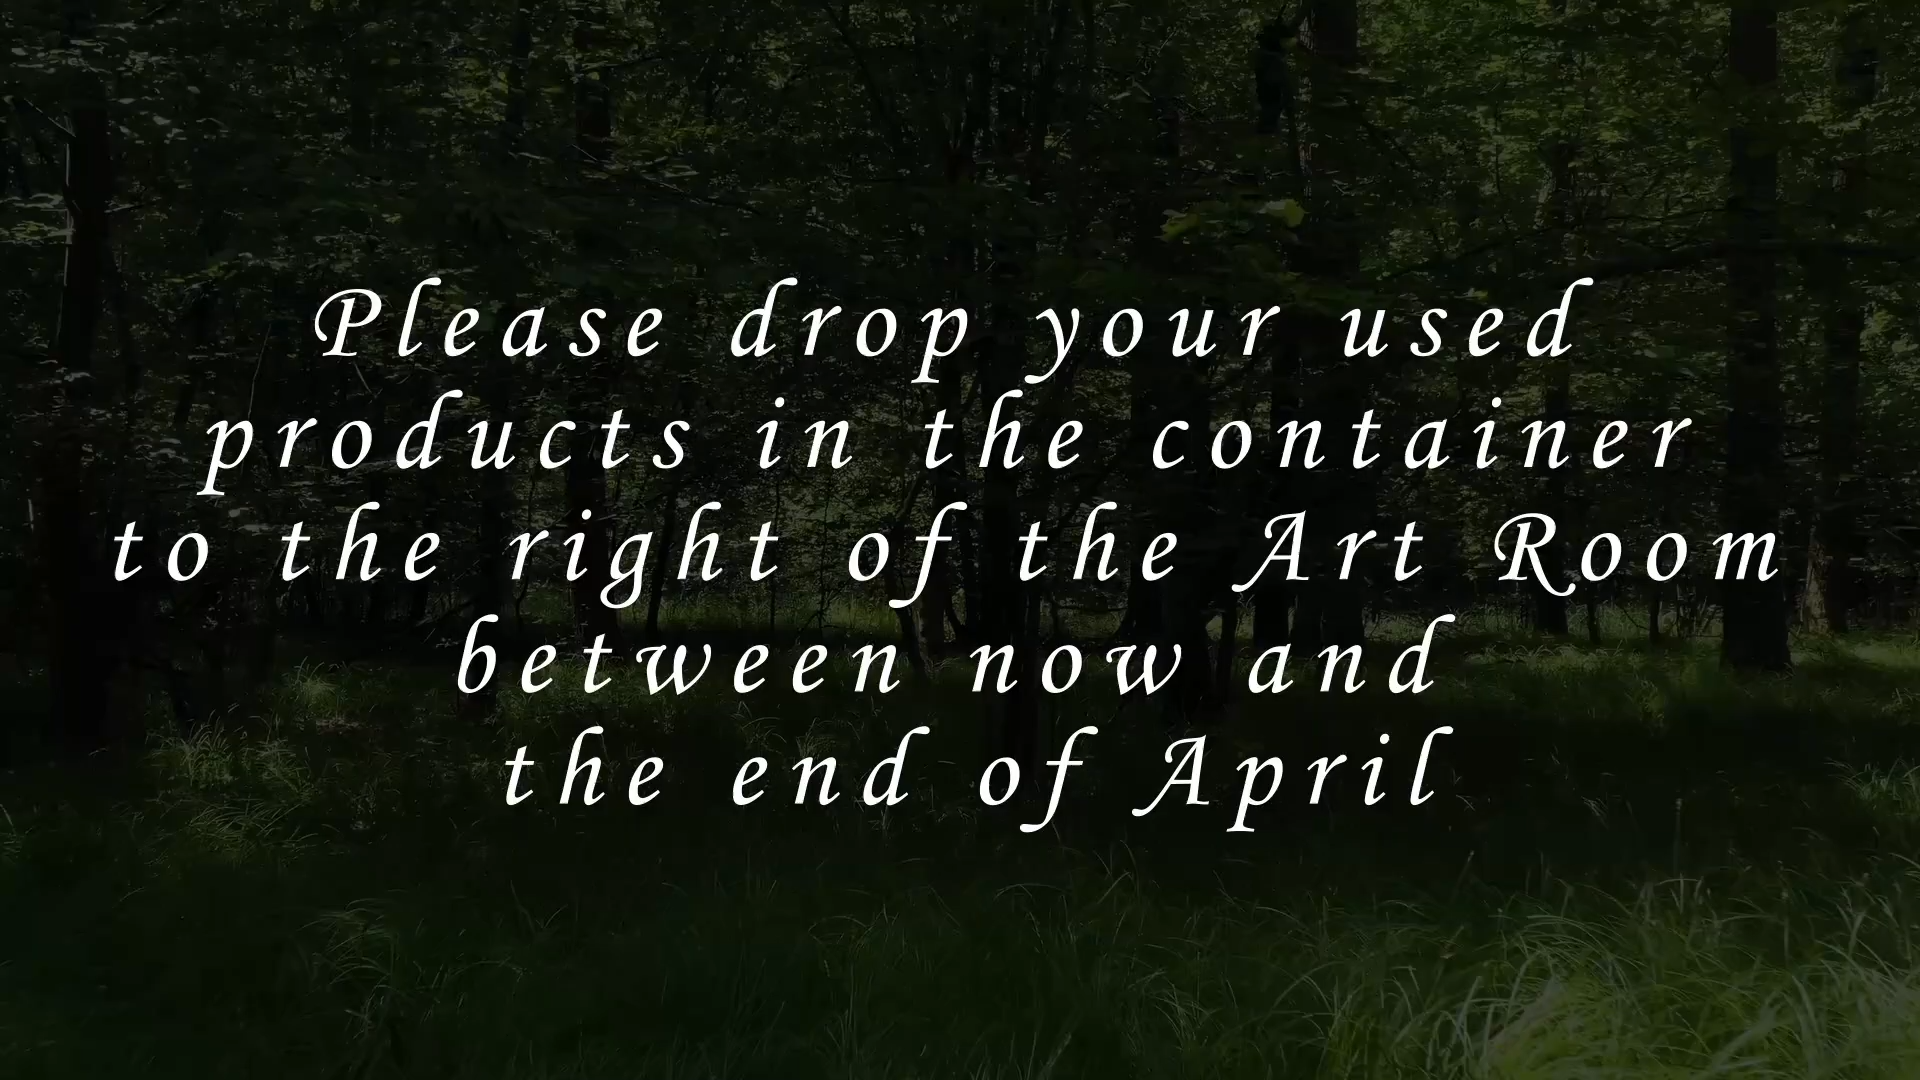 Please drop your used
products in the container
to the right of the Art Room
between now and
the end of April